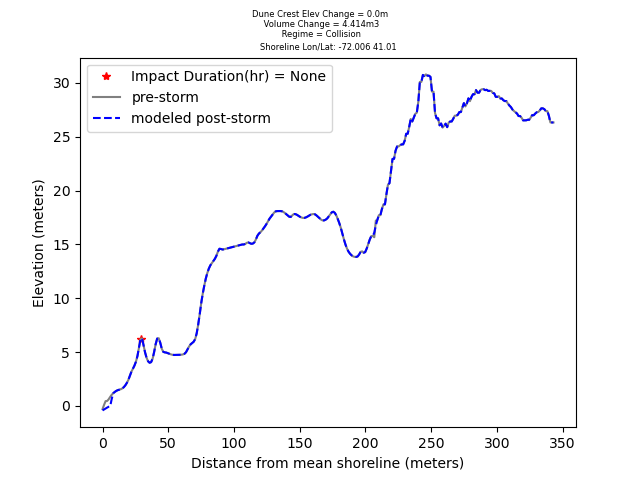 Dune Crest Elev Change = 0.0m
Volume Change = 4.414m3
Regime = Collision
Shoreline Lon/Lat: -72.006 41.01
Impact Duration(hr) = None
pre-storm
modeled post-storm
Elevation (meters)
30
25
20
15
10
5
0
0 50 100 150 200 250 300 350
Distance from mean shoreline (meters)